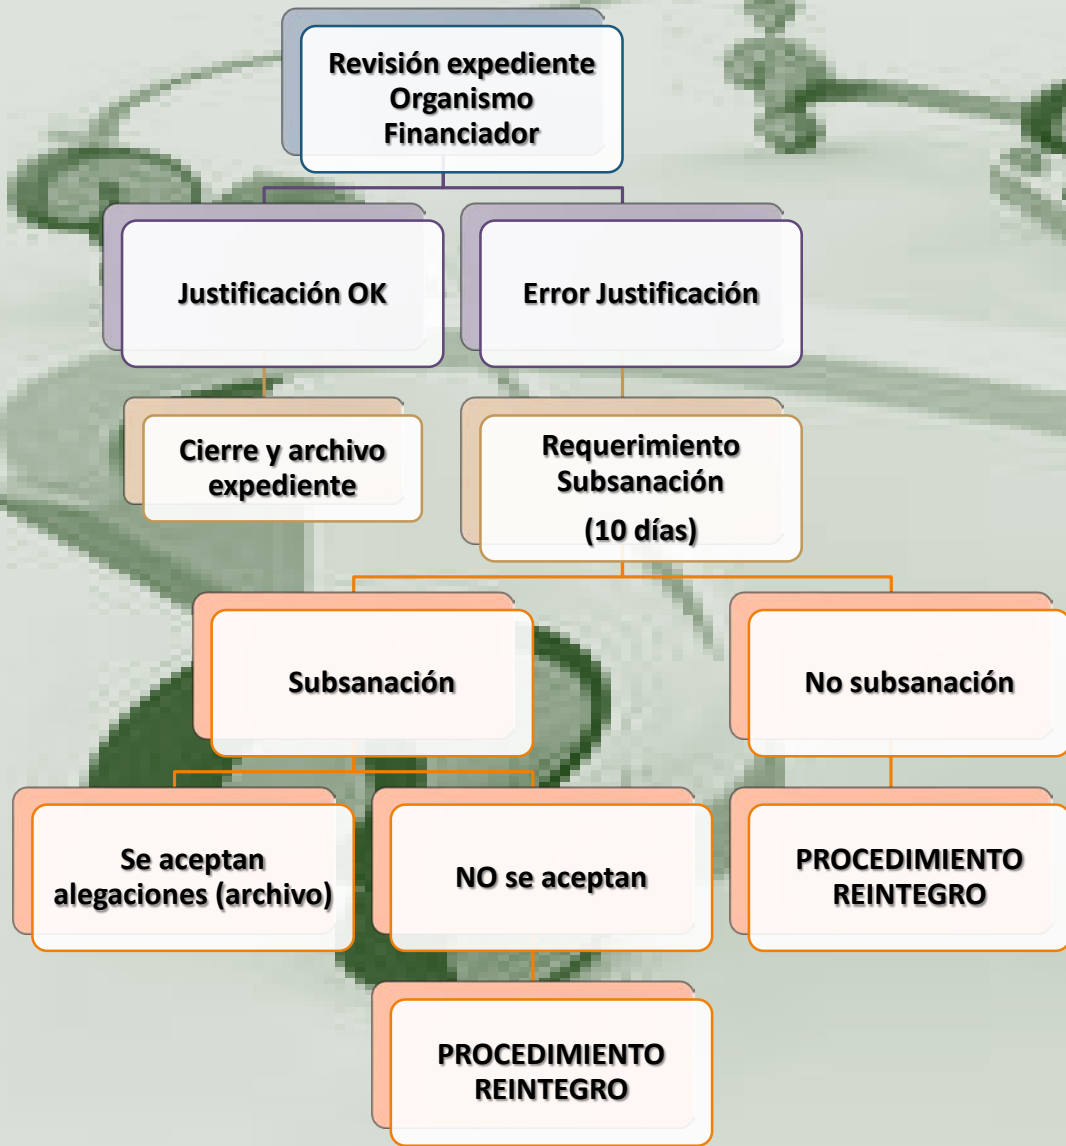 Revisión expediente
Organismo
Financiador
Justificación OK
Error Justificación
Cierre y archivo
expediente
Requerimiento
Subsanación
(10 días)
Subsanación
No subsanación
Se aceptan
alegaciones (archivo)
NO se aceptan
PROCEDIMIENTO
REINTEGRO
PROCEDIMIENTO
REINTEGRO